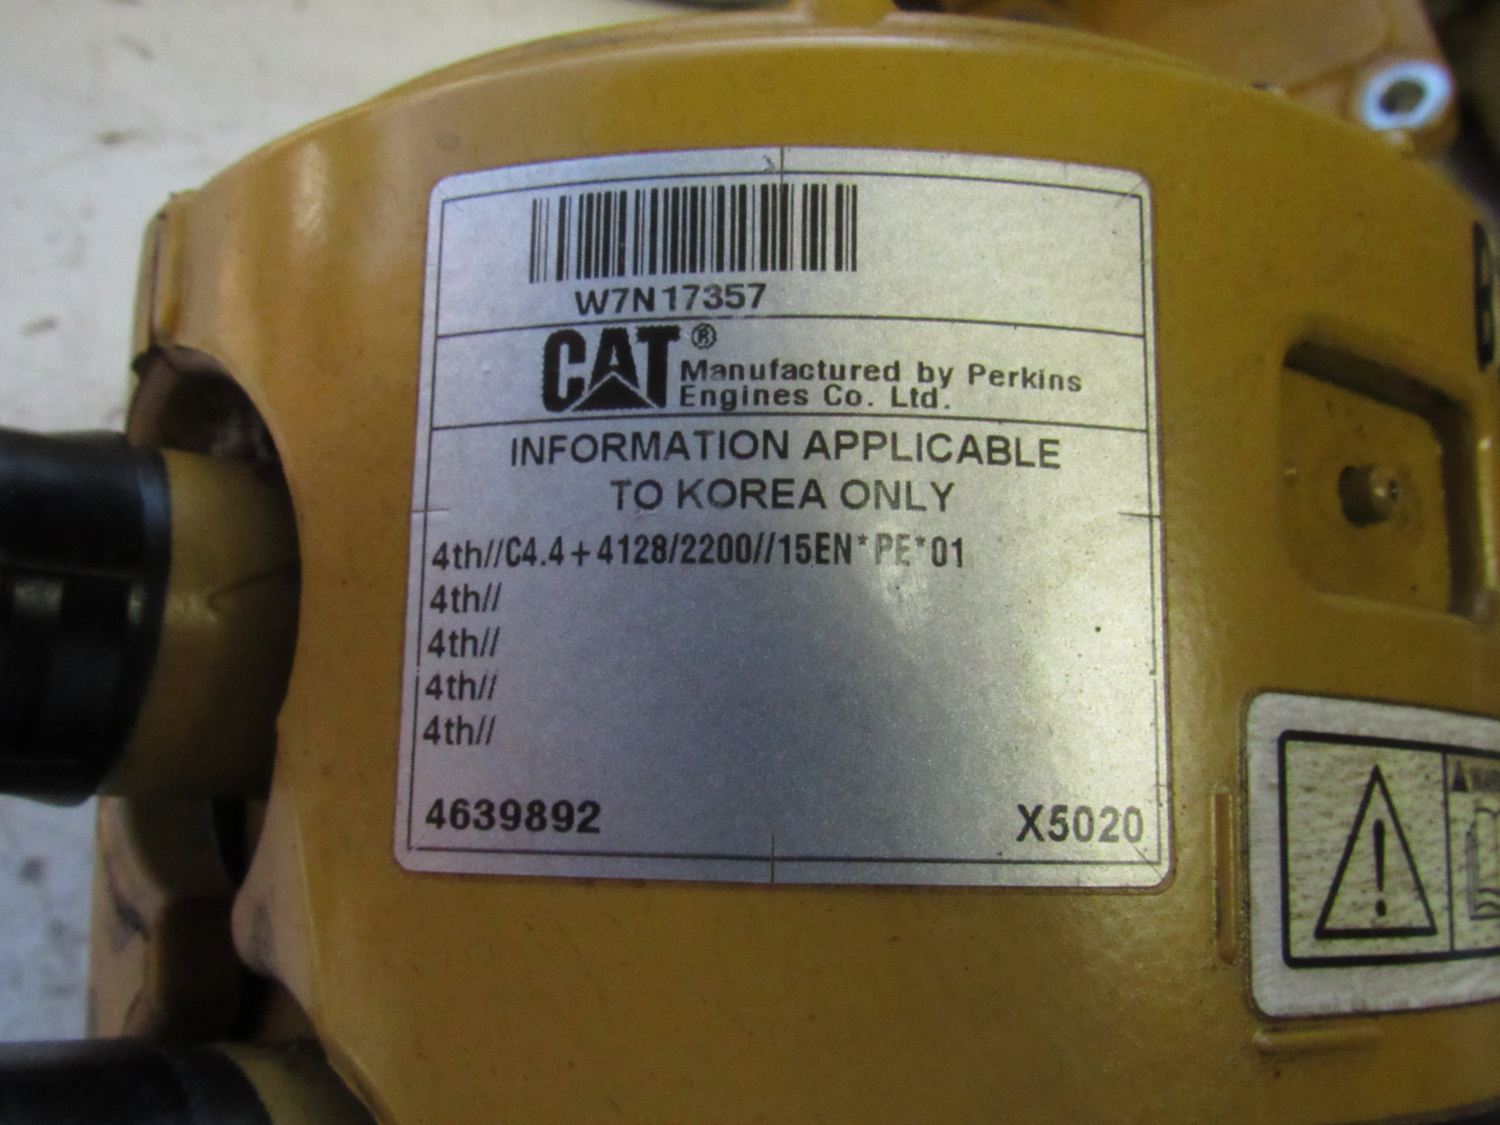 W7N17357
CAT®
Manufactured by Perkins
Engines Co. Ltd.
INFORMATION APPLICABLE
TO KOREA ONLY
4th//C4.4+4128/2200//15EN*PE*01
4th//
4th//
4th//
4th//
4639892 X5020